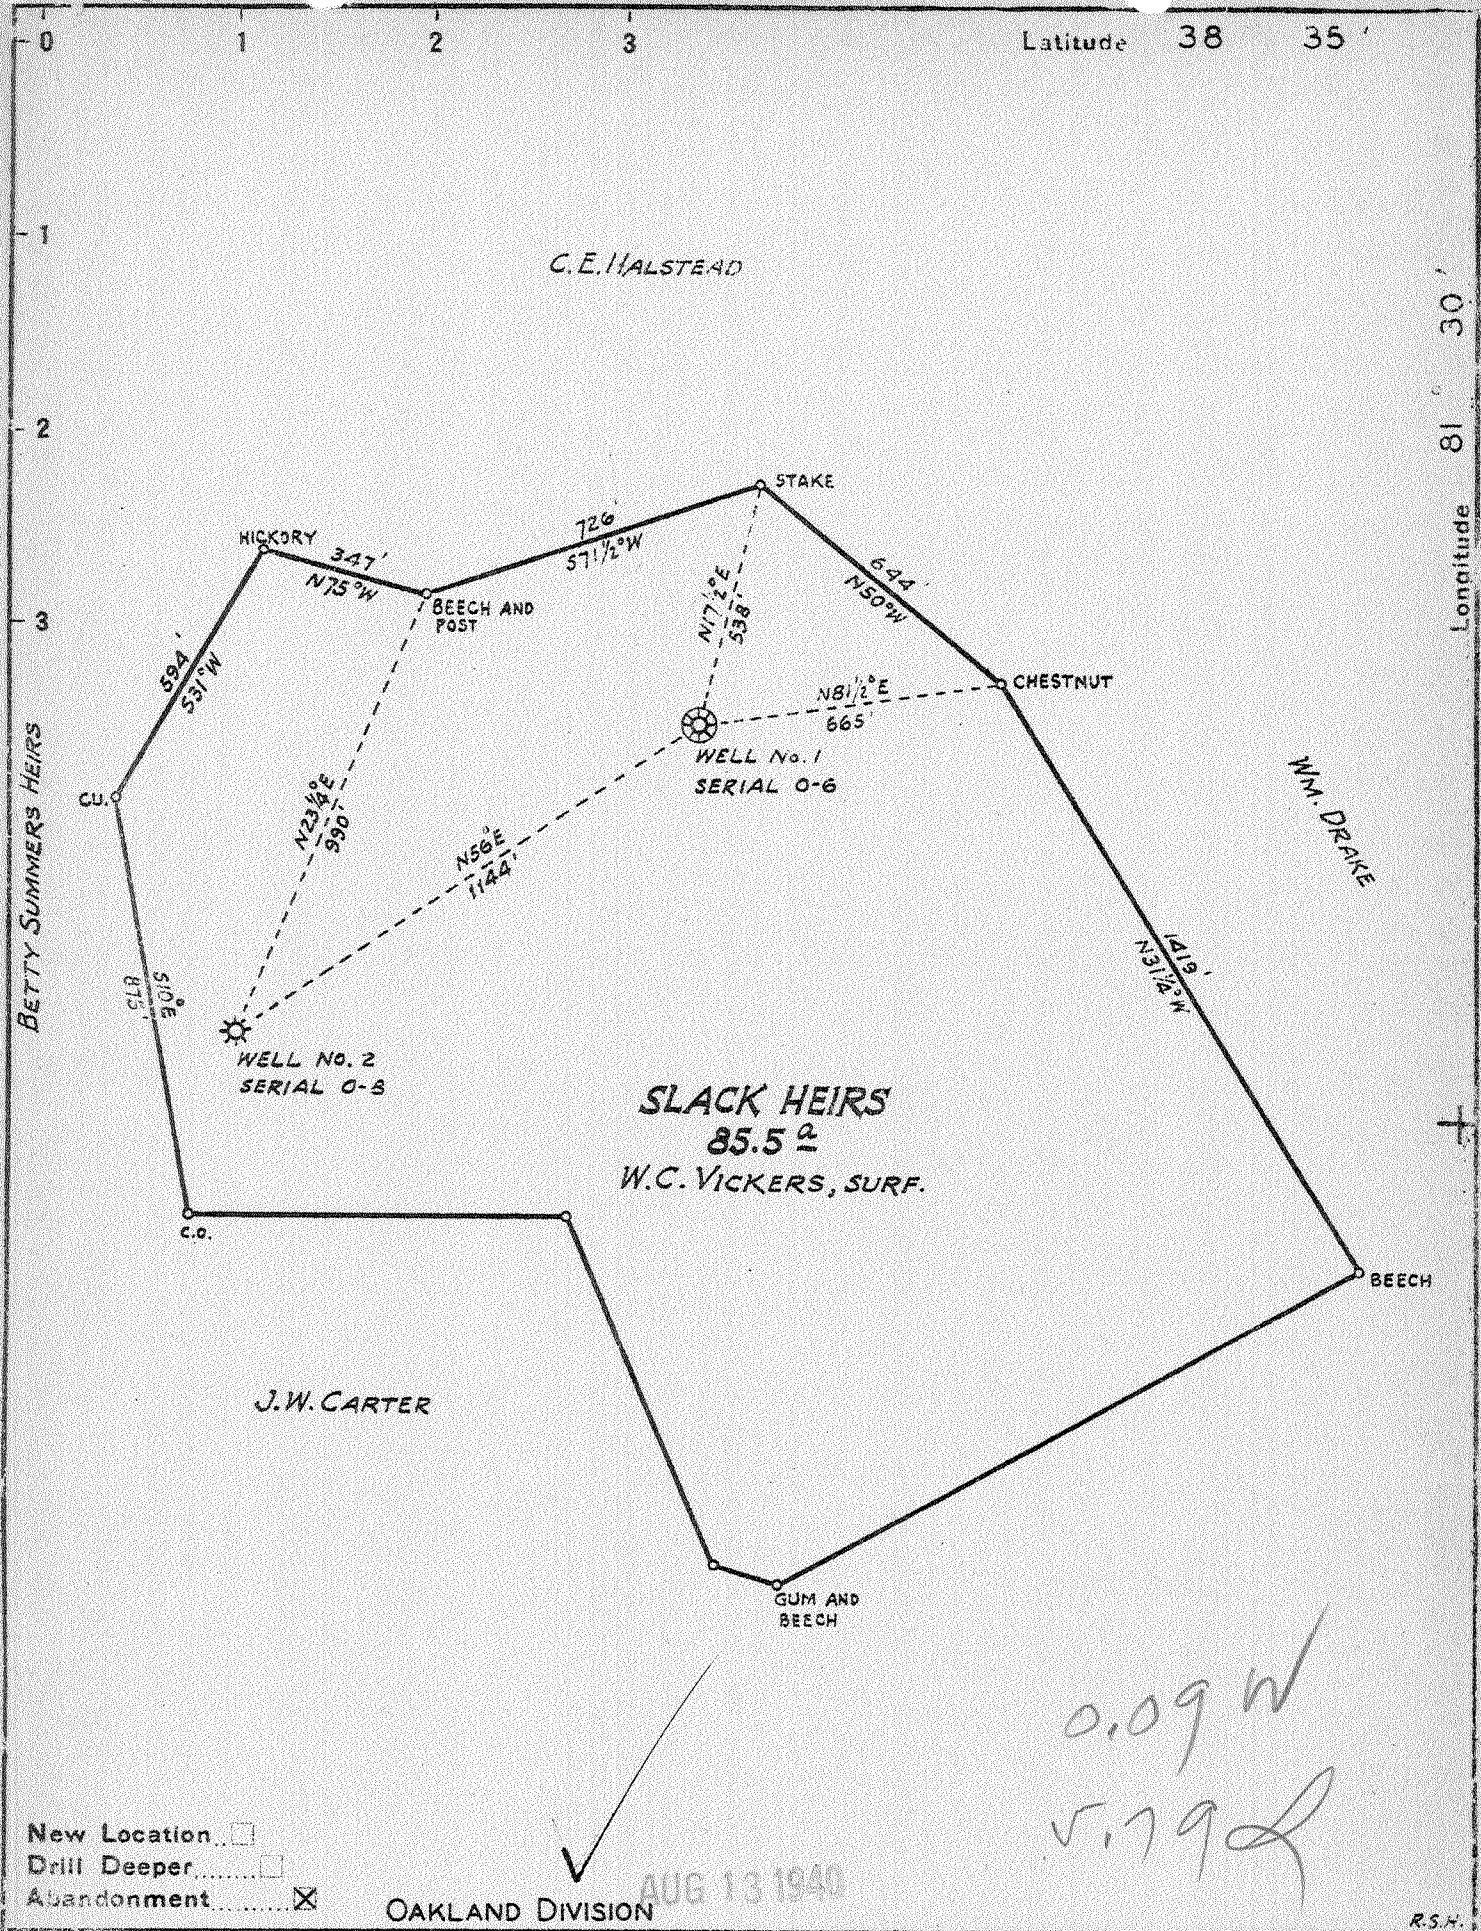 0 1 2 3 Latitude 38 35'
1
C.E. HALSTEAD
Longitude 81° 30'
2
STAKE
HICKORY
347'
N75°W
726'
S71½°W
644'
N50°W
3
BEECH AND
POST
N17½°E
538'
594'
S31°W
CHESTNUT
N81½°E
665'
WELL No. 1
SERIAL O-6
BETTY SUMMERS HEIRS
WM. DRAKE
N23¼°E
990'
N56°E
1144'
1419'
N31¼°W
S10°E
875'
WELL No. 2
SERIAL O-8
SLACK HEIRS
85.5 a
W.C. VICKERS, SURF.
C.O.
BEECH
J.W. CARTER
GUM AND
BEECH
0.09 W
5.79
New Location
Drill Deeper
Abandonment
OAKLAND DIVISION
AUG 13 1940
R.S.H.